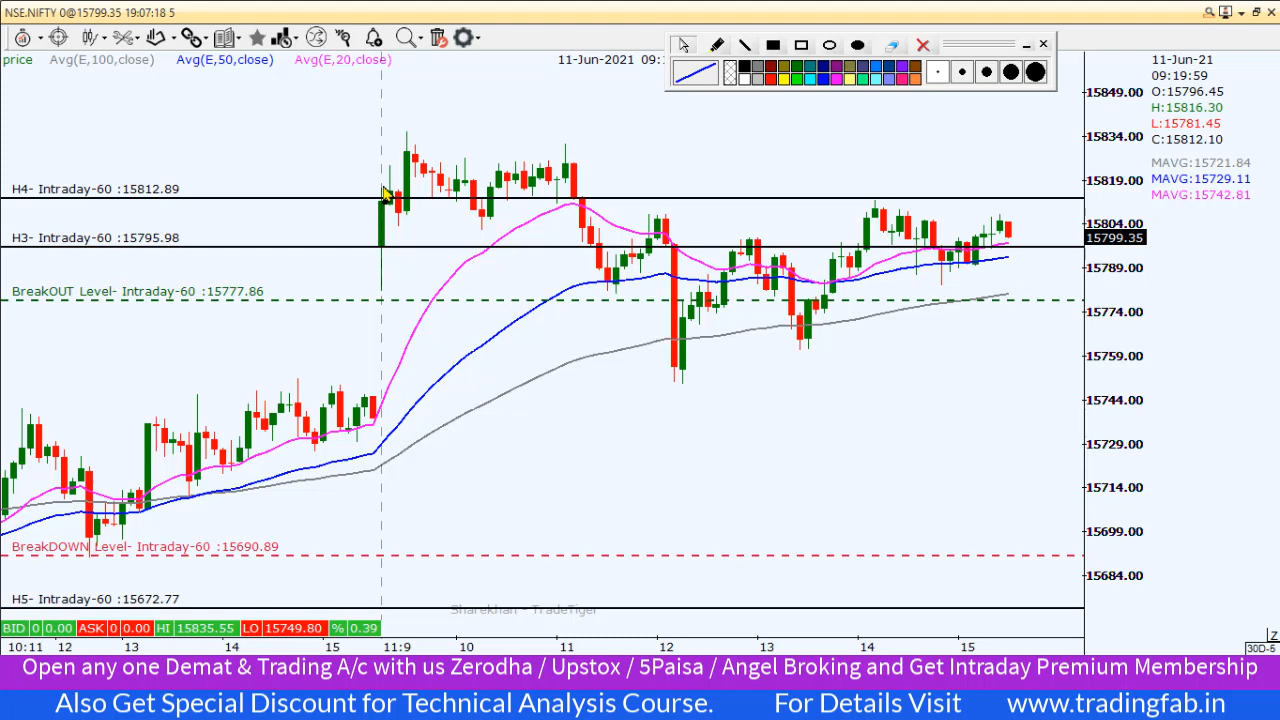 NSE.NIFTY 0@15799.35 19:07:18 5
price Avg(E,100,close) Avg(E,50,close) Avg(E,20,close)
11-Jun-2021 09:1
11-Jun-21
09:19:59
O:15796.45
H:15816.30
L:15781.45
C:15812.10
MAVG:15721.84
MAVG:15729.11
MAVG:15742.81
15849.00
15834.00
15819.00
15804.00
15799.35
15789.00
15774.00
15759.00
15744.00
15729.00
15714.00
15699.00
15684.00
H4- Intraday-60 :15812.89
H3- Intraday-60 :15795.98
BreakOUT Level- Intraday-60 :15777.86
BreakDOWN Level- Intraday-60 :15690.89
H5- Intraday-60 :15672.77
Sharekhan - TradeTiger
BID 0 0.00 ASK 0 0.00 HI 15835.55 LO 15749.80 % 0.39
10:11 12 13 14 15 11:9 10 11 12 13 14 15
Z
30D-5
Open any one Demat & Trading A/c with us Zerodha / Upstox / 5Paisa / Angel Broking and Get Intraday Premium Membership
Also Get Special Discount for Technical Analysis Course. For Details Visit www.tradingfab.in